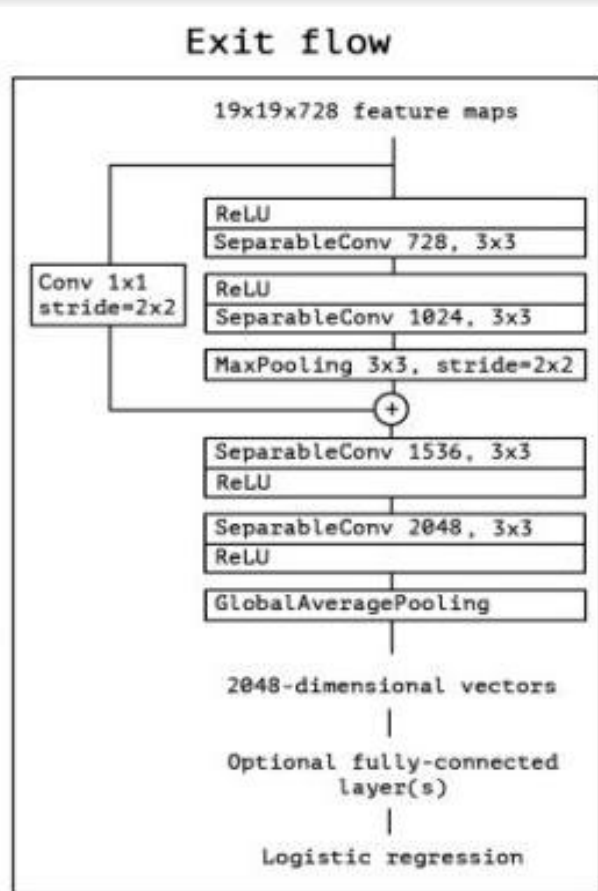 Exit flow
19x19x728 feature maps
ReLU
SeparableConv 728, 3x3
Conv 1x1
stride=2x2
ReLU
SeparableConv 1024, 3x3
MaxPooling 3x3, stride=2x2
+
SeparableConv 1536, 3x3
ReLU
SeparableConv 2048, 3x3
ReLU
GlobalAveragePooling
2048-dimensional vectors
Optional fully-connected
layer(s)
Logistic regression